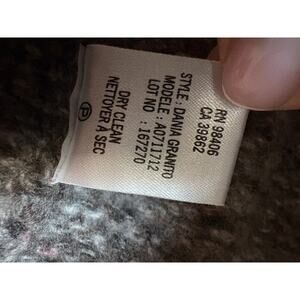 RN 98406
CA 39862
STYLE : DANIA GRANITO
MODELE : A0711712
LOT NO : 167270
DRY CLEAN
NETTOYER À SEC
P